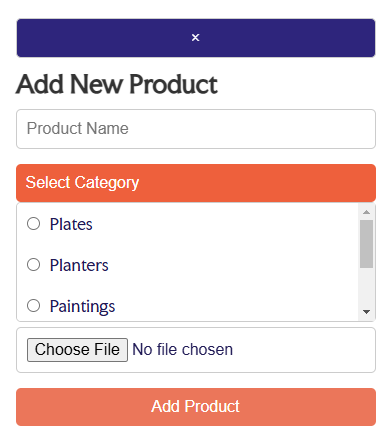 ×
Add New Product
Product Name
Select Category
Plates
Planters
Paintings
Choose File No file chosen
Add Product